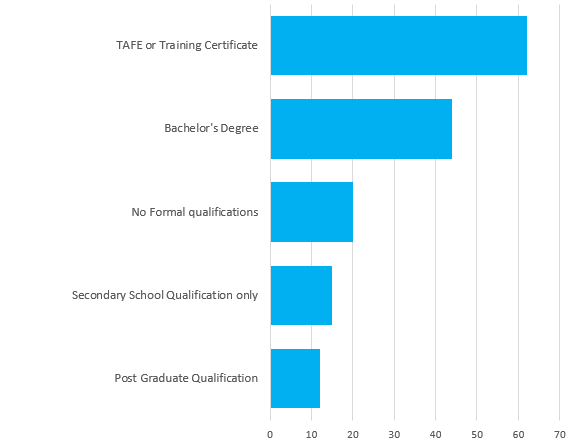 TAFE or Training Certificate
Bachelor's Degree
No Formal qualifications
Secondary School Qualification only
Post Graduate Qualification
0 10 20 30 40 50 60 70